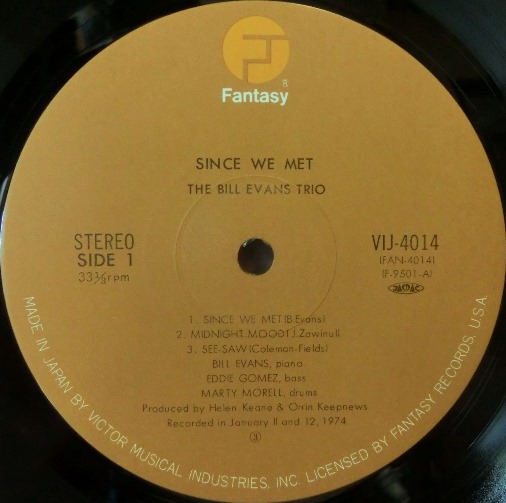 Fantasy
®
SINCE WE MET
THE BILL EVANS TRIO
STEREO
SIDE 1
33⅓rpm
VIJ-4014
(FAN-4014)
(F-9501-A)
JASRAC
1. SINCE WE MET(B.Evans)
2. MIDNIGHT MOOD(J.Zawinul)
3. SEE-SAW(Coleman-Fields)
BILL EVANS, piano
EDDIE GOMEZ, bass
MARTY MORELL, drums
Produced by Helen Keane & Orrin Keepnews
Recorded in January 11 and 12, 1974
③
MADE IN JAPAN BY VICTOR MUSICAL INDUSTRIES, INC. LICENSED BY FANTASY RECORDS, U.S.A.